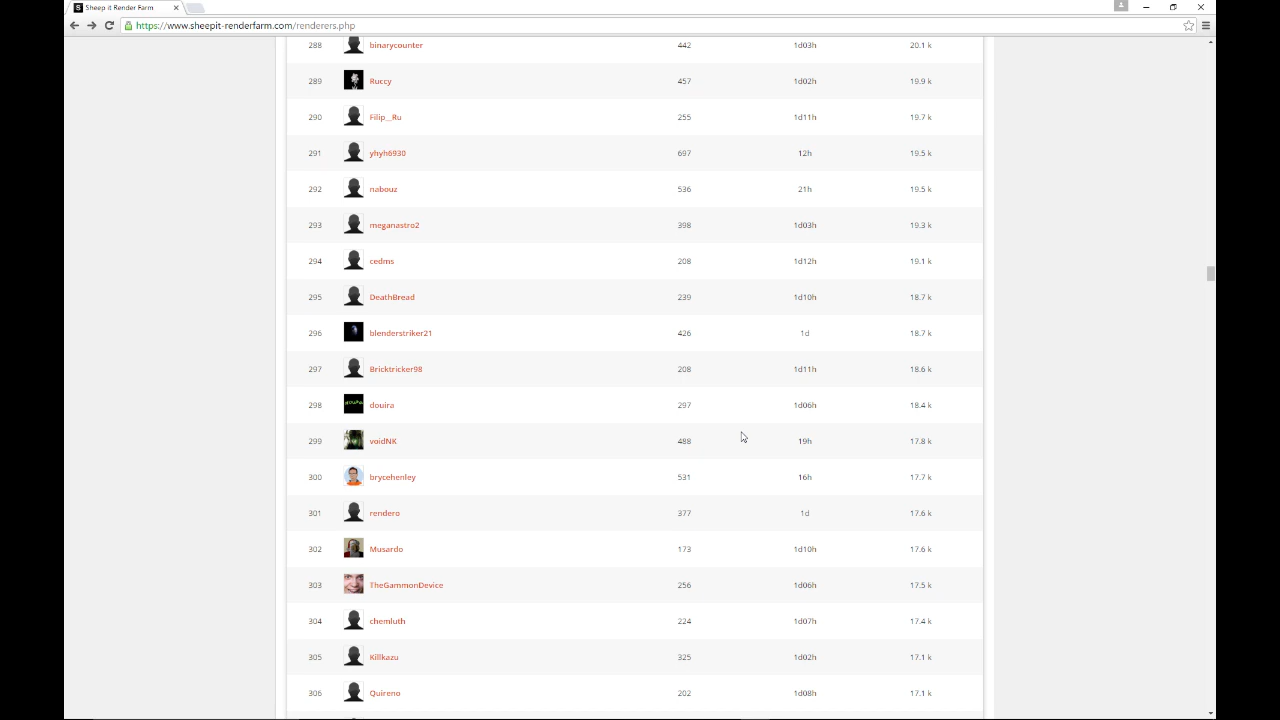 Sheep it Render Farm
https://www.sheepit-renderfarm.com/renderers.php
288 binarycounter 442 1d03h 20.1 k
289 Ruccy 457 1d02h 19.9 k
290 Filip_Ru 255 1d11h 19.7 k
291 yhyh6930 697 12h 19.5 k
292 nabouz 536 21h 19.5 k
293 meganastro2 398 1d03h 19.3 k
294 cedms 208 1d12h 19.1 k
295 DeathBread 239 1d10h 18.7 k
296 blenderstriker21 426 1d 18.7 k
297 Bricktricker98 208 1d11h 18.6 k
298 douira 297 1d06h 18.4 k
299 voidNK 488 19h 17.8 k
300 brycehenley 531 16h 17.7 k
301 rendero 377 1d 17.6 k
302 Musardo 173 1d10h 17.6 k
303 TheGammonDevice 256 1d06h 17.5 k
304 chemluth 224 1d07h 17.4 k
305 Killkazu 325 1d02h 17.1 k
306 Quireno 202 1d08h 17.1 k